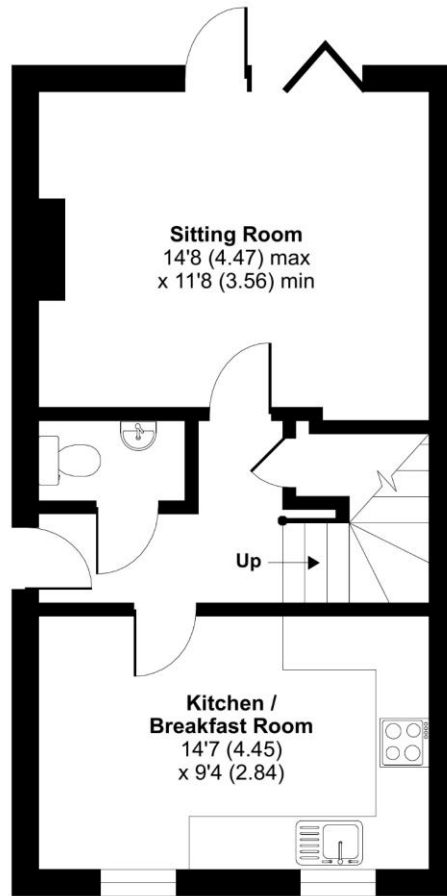 Sitting Room
14'8 (4.47) max
x 11'8 (3.56) min
Up
Kitchen /
Breakfast Room
14'7 (4.45)
x 9'4 (2.84)